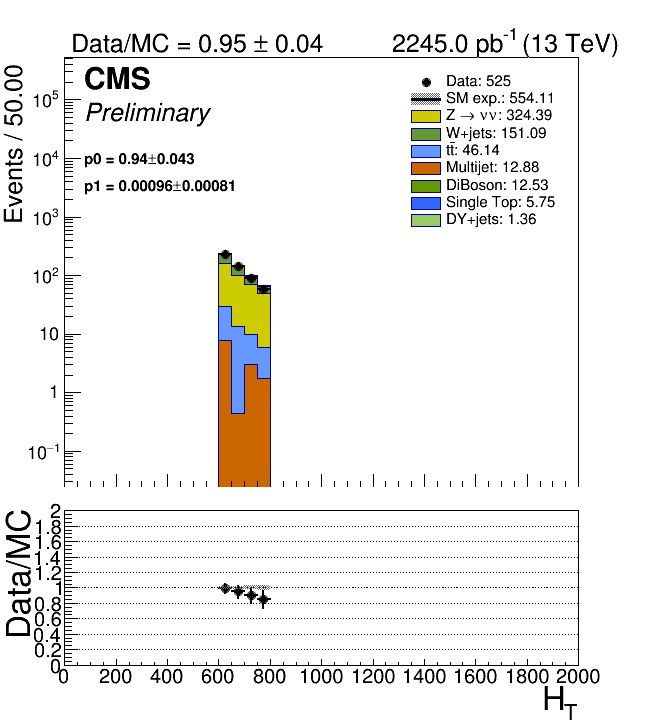 Data/MC = 0.95 ± 0.04 2245.0 pb⁻¹ (13 TeV)
CMS
Preliminary
p0 = 0.94±0.043
p1 = 0.00096±0.00081
Data: 525
SM exp.: 554.11
Z → νν: 324.39
W+jets: 151.09
tt̄: 46.14
Multijet: 12.88
DiBoson: 12.53
Single Top: 5.75
DY+jets: 1.36
Events / 50.00
10⁵
10⁴
10³
10²
10
1
10⁻¹
Data/MC
2
1.8
1.6
1.4
1.2
1
0.8
0.6
0.4
0.2
0
0 200 400 600 800 1000 1200 1400 1600 1800 2000
H_T